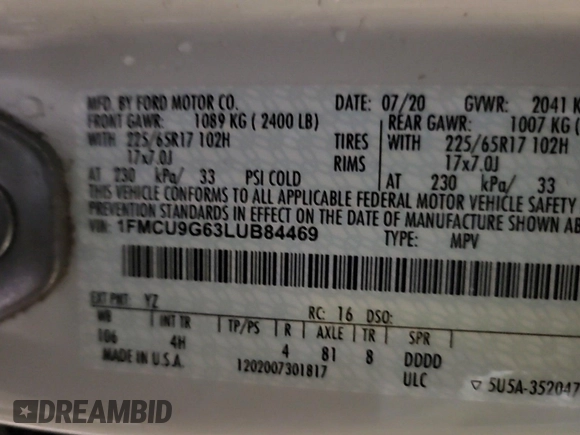 MFD. BY FORD MOTOR CO. DATE: 07/20 GVWR: 2041 K
FRONT GAWR: 1089 KG ( 2400 LB) REAR GAWR: 1007 KG (
WITH 225/65R17 102H TIRES WITH 225/65R17 102H
17x7.0J RIMS 17x7.0J
AT 230 kPa/ 33 PSI COLD AT 230 kPa/ 33
THIS VEHICLE CONFORMS TO ALL APPLICABLE FEDERAL MOTOR VEHICLE SAFETY
PREVENTION STANDARDS IN EFFECT ON THE DATE OF MANUFACTURE SHOWN AB
VIN: 1FMCU9G63LUB84469 TYPE: MPV
EXT PNT: YZ RC: 16 DSO:
WB INT TR TP/PS R AXLE TR SPR
106 4H 4 81 8 DDDD
MADE IN U.S.A. 1202007301817 ULC ▽ 5U5A-352047
DREAMBID